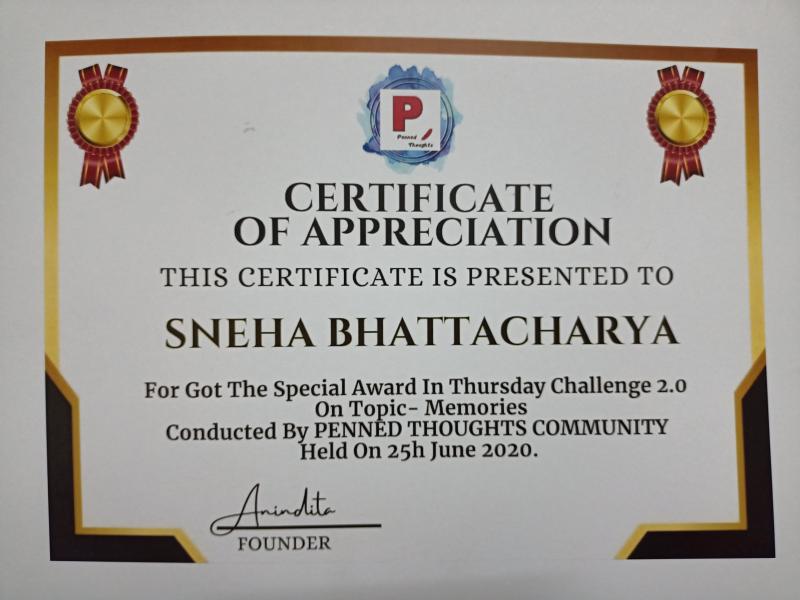 P
Penned
Thoughts
CERTIFICATE
OF APPRECIATION
THIS CERTIFICATE IS PRESENTED TO
SNEHA BHATTACHARYA
For Got The Special Award In Thursday Challenge 2.0
On Topic- Memories
Conducted By PENNED THOUGHTS COMMUNITY
Held On 25h June 2020.
Anindita
FOUNDER